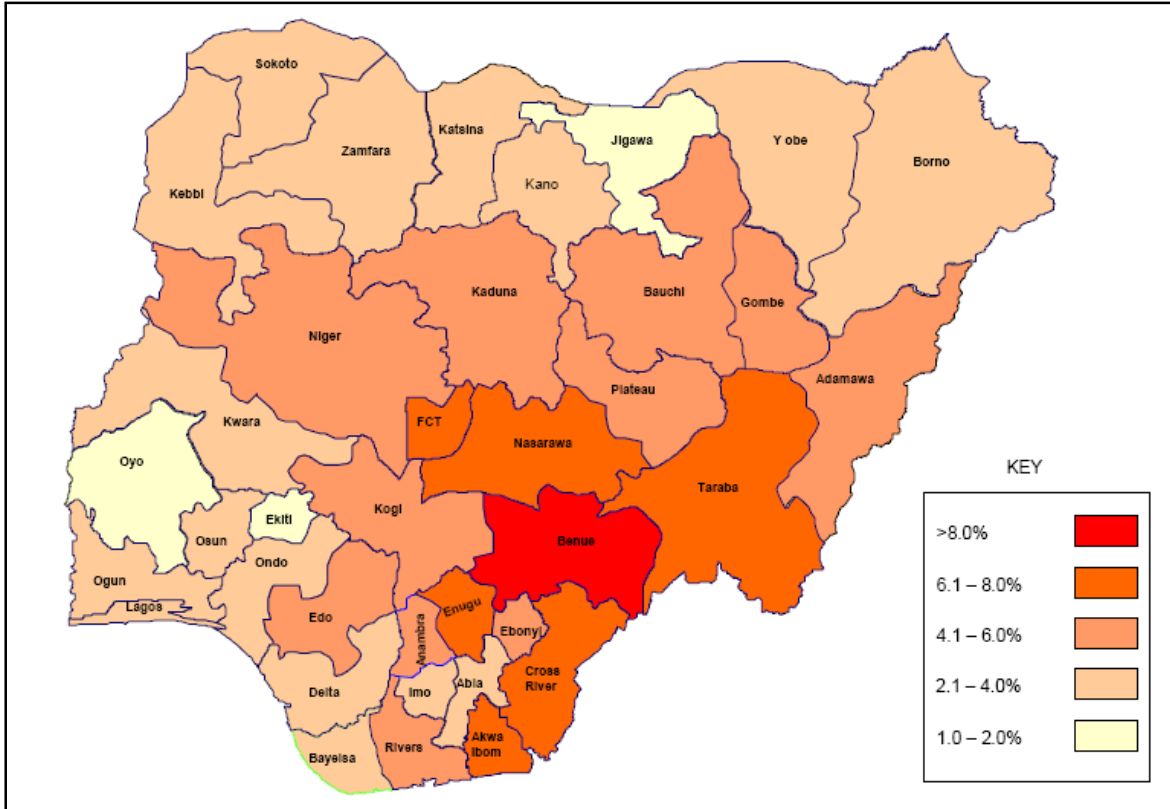 Sokoto
Katsina
Zamfara
Jigawa
Y obe
Borno
Kebbi
Kano
Kaduna
Bauchi
Gombe
Niger
Plateau
Adamawa
FCT
Kwara
Nasarawa
Oyo
Taraba
Kogi
Ekiti
Osun
Benue
Ondo
Ogun
Lagos
Edo
Enugu
Anambra
Ebonyi
Cross
River
Delta
Imo
Abia
Akwa
Ibom
Rivers
Bayelsa
KEY
>8.0%
6.1 – 8.0%
4.1 – 6.0%
2.1 – 4.0%
1.0 – 2.0%